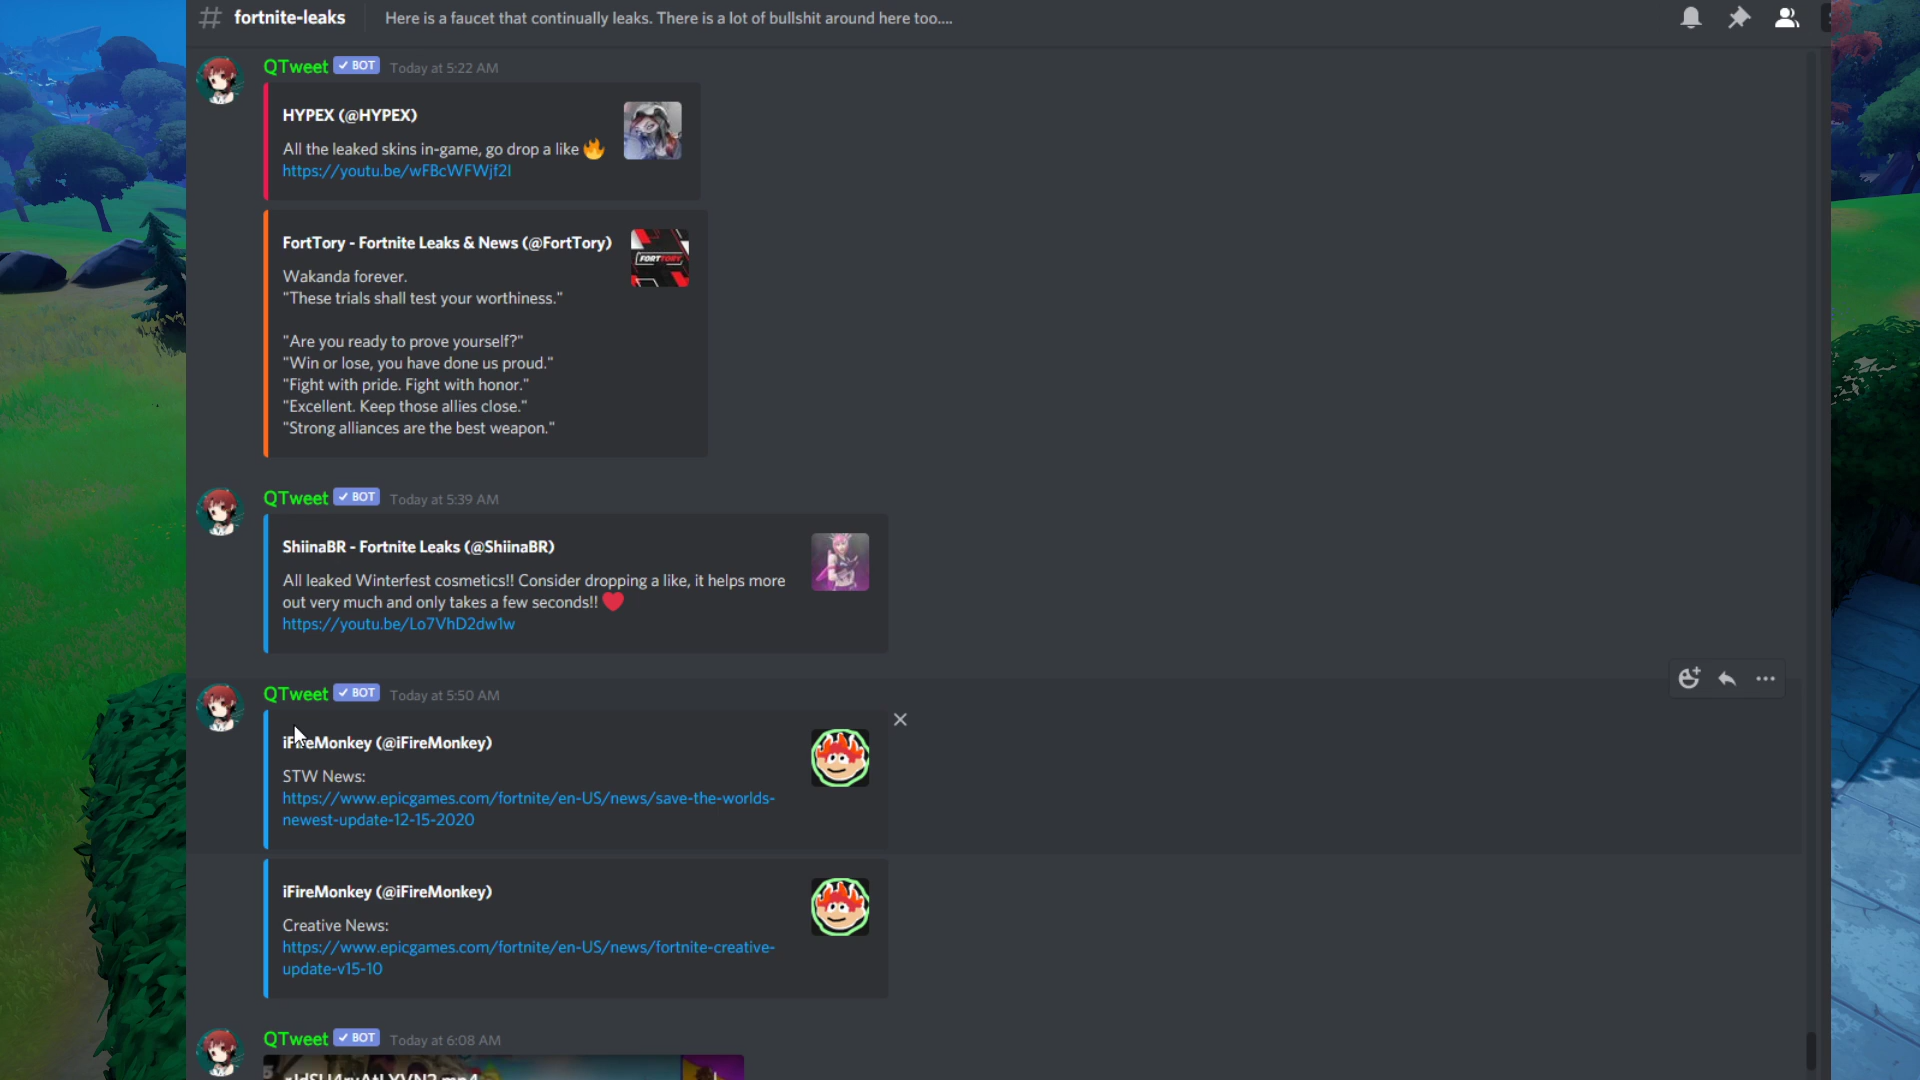 fortnite-leaks
Here is a faucet that continually leaks. There is a lot of bullshit around here too....
QTweet BOT Today at 5:22 AM
HYPEX (@HYPEX)
All the leaked skins in-game, go drop a like 🔥
https://youtu.be/wFBcWFWjf2I
FortTory - Fortnite Leaks & News (@FortTory)
FORTTORY
Wakanda forever.
"These trials shall test your worthiness."
"Are you ready to prove yourself?"
"Win or lose, you have done us proud."
"Fight with pride. Fight with honor."
"Excellent. Keep those allies close."
"Strong alliances are the best weapon."
QTweet BOT Today at 5:39 AM
ShiinaBR - Fortnite Leaks (@ShiinaBR)
All leaked Winterfest cosmetics!! Consider dropping a like, it helps more
out very much and only takes a few seconds!! ❤️
https://youtu.be/Lo7VhD2dw1w
QTweet BOT Today at 5:50 AM
iFireMonkey (@iFireMonkey)
STW News:
https://www.epicgames.com/fortnite/en-US/news/save-the-worlds-
newest-update-12-15-2020
iFireMonkey (@iFireMonkey)
Creative News:
https://www.epicgames.com/fortnite/en-US/news/fortnite-creative-
update-v15-10
QTweet BOT Today at 6:08 AM